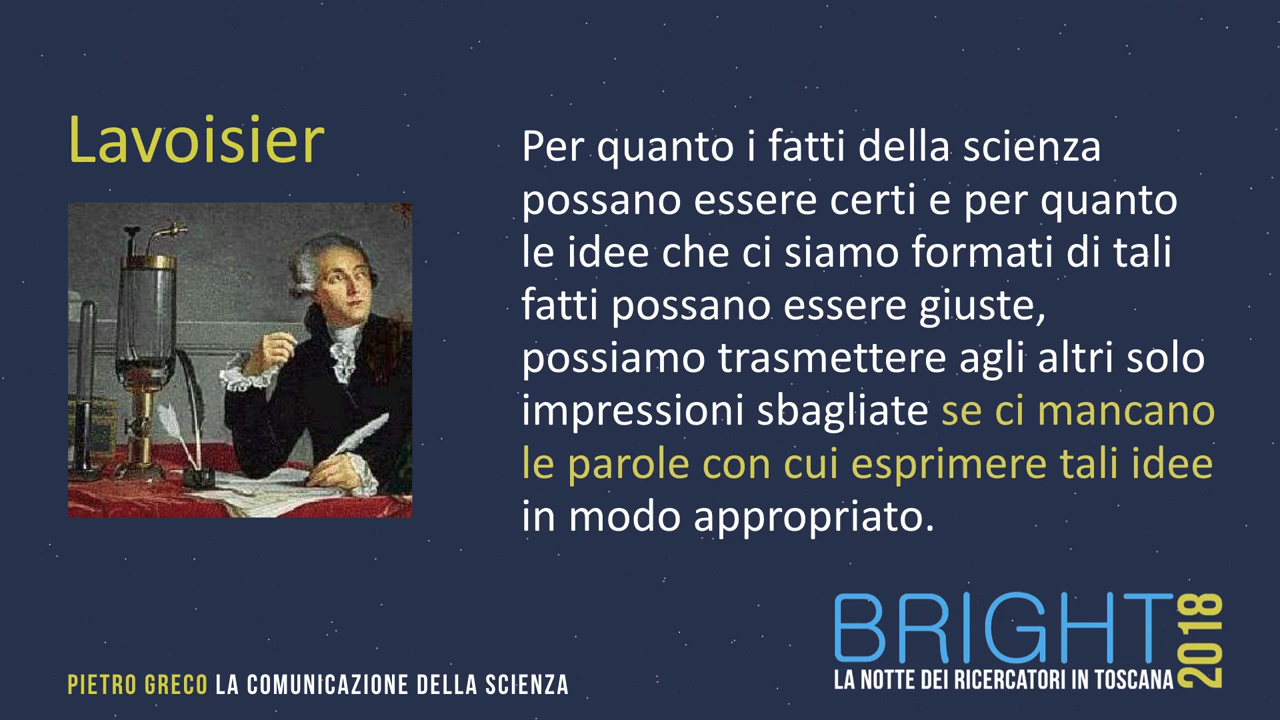 Lavoisier
Per quanto i fatti della scienza
possano essere certi e per quanto
le idee che ci siamo formati di tali
fatti possano essere giuste,
possiamo trasmettere agli altri solo
impressioni sbagliate se ci mancano
le parole con cui esprimere tali idee
in modo appropriato.
BRIGHT 2018
LA NOTTE DEI RICERCATORI IN TOSCANA
PIETRO GRECO LA COMUNICAZIONE DELLA SCIENZA